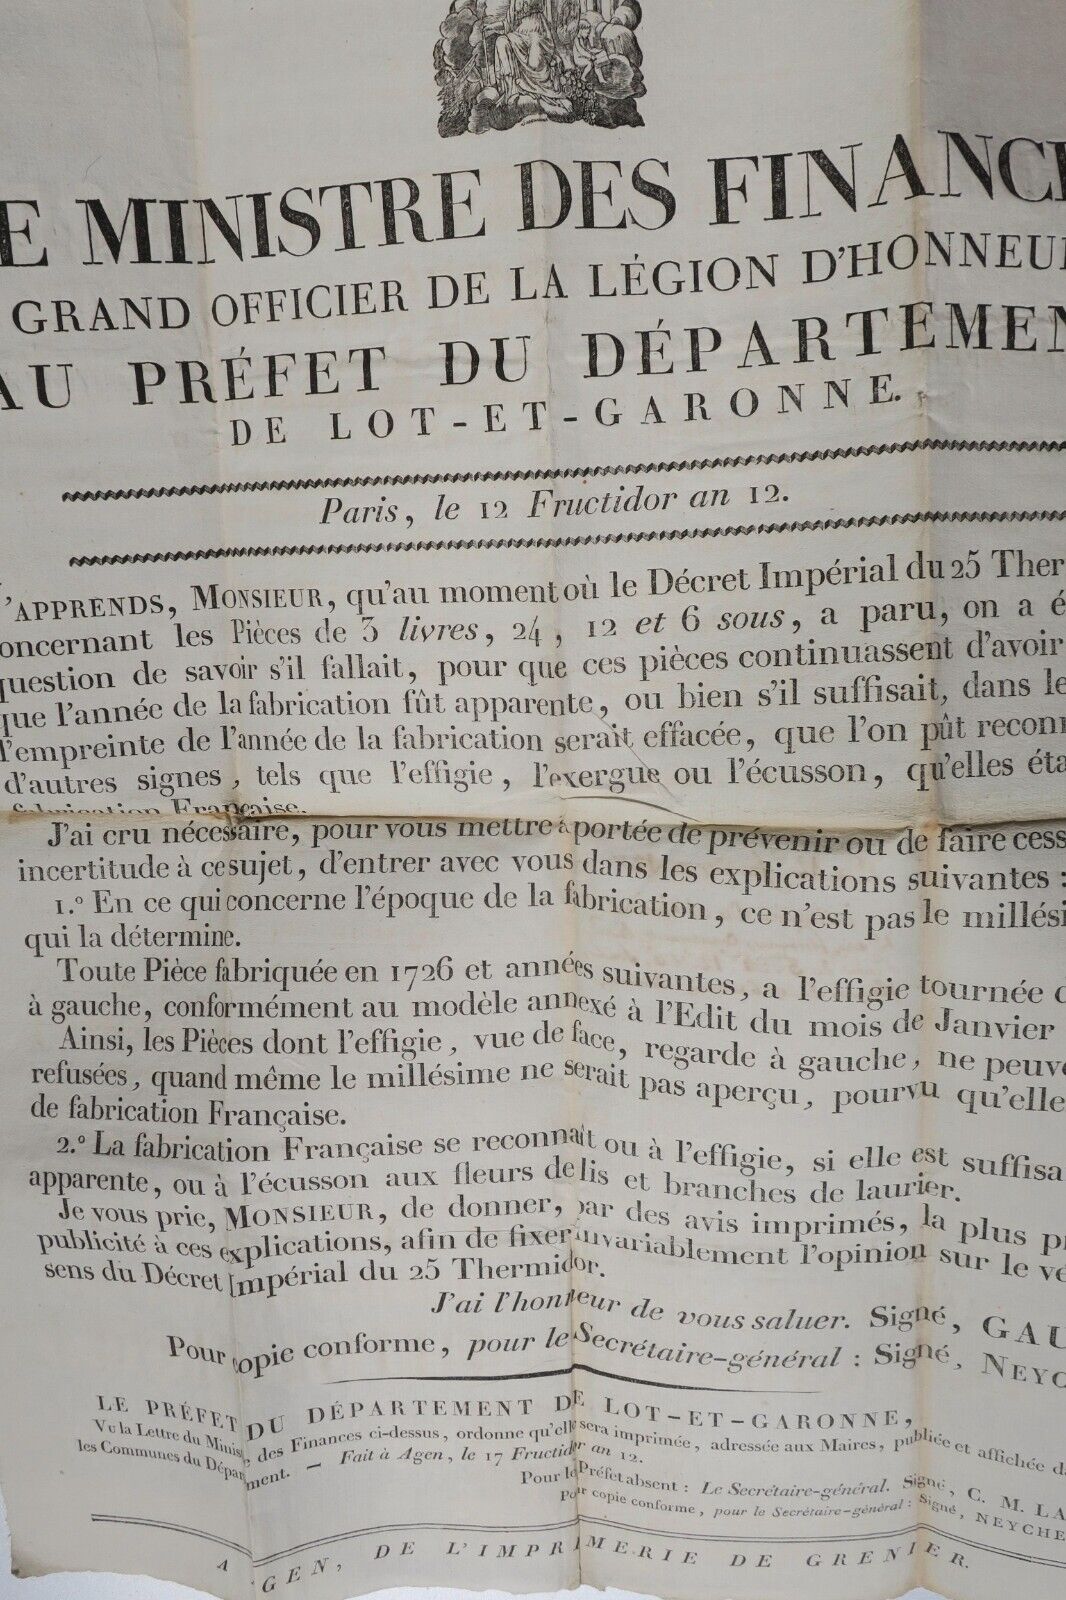 E MINISTRE DES FINANCE
GRAND OFFICIER DE LA LÉGION D'HONNEUR
AU PRÉFET DU DÉPARTEMEN
DE LOT-ET-GARONNE.
Paris, le 12 Fructidor an 12.
'APPRENDS, MONSIEUR, qu'au moment où le Décret Impérial du 25 Ther
oncernant les Pièces de 3 livres, 24, 12 et 6 sous, a paru, on a é
question de savoir s'il fallait, pour que ces pièces continuassent d'avoir
que l'année de la fabrication fût apparente, ou bien s'il suffisait, dans le
l'empreinte de l'année de la fabrication serait effacée, que l'on pût reconn
d'autres signes, tels que l'effigie, l'exergue ou l'écusson, qu'elles éta
fabrication Française.
J'ai cru nécessaire, pour vous mettre à portée de prévenir ou de faire cess
incertitude à ce sujet, d'entrer avec vous dans les explications suivantes :
1.° En ce qui concerne l'époque de la fabrication, ce n'est pas le millési
qui la détermine.
Toute Pièce fabriquée en 1726 et années suivantes, a l'effigie tournée d
à gauche, conformément au modèle annexé à l'Edit du mois de Janvier
Ainsi, les Pièces dont l'effigie, vue de face, regarde à gauche, ne peuve
refusées, quand même le millésime ne serait pas aperçu, pourvu qu'elle
de fabrication Française.
2.° La fabrication Française se reconnaît ou à l'effigie, si elle est suffisa
apparente, ou à l'écusson aux fleurs de lis et branches de laurier.
Je vous prie, MONSIEUR, de donner, par des avis imprimés, la plus p
publicité à ces explications, afin de fixer invariablement l'opinion sur le vé
sens du Décret Impérial du 25 Thermidor.
J'ai l'honneur de vous saluer. Signé, GAU
Pour copie conforme, pour le Secrétaire-général : Signé, NEYC
LE PRÉFET DU DÉPARTEMENT DE LOT-ET-GARONNE,
Vu la Lettre du Ministre des Finances ci-dessus, ordonne qu'elle sera imprimée, adressée aux Maires, publiée et affichée da
les Communes du Département. — Fait à Agen, le 17 Fructidor an 12.
Pour le Préfet absent : Le Secrétaire-général. Signé, C. M. LA
Pour copie conforme, pour le Secrétaire-général : Signé, NEYCHE
A AGEN, DE L'IMPRIMERIE DE GRENIER.